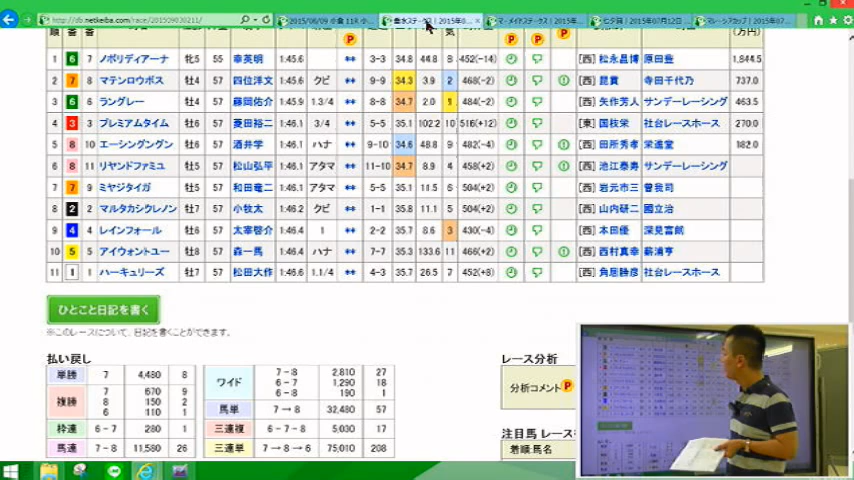 http://db.netkeiba.com/race/201509030211/
2015/08/09 小倉 11R 小...
垂水ステークス｜2015年0...
マーメイドステークス｜2015年...
七夕賞｜2015年07月12日...
マレーシアカップ｜2015年07...
順 番 番 (万円)
1 6 7 ノボリディアーナ 牝5 55 幸英明 1:45.6 ** 3-3 34.8 44.8 8 452(-14) [西] 松永昌博 原田豊 1,844.5
2 7 8 マテンロウボス 牡4 57 四位洋文 1:45.6 クビ ** 9-9 34.3 3.9 2 468(-2) [西] 昆貢 寺田千代乃 737.0
3 6 6 ラングレー 牡4 57 藤岡佑介 1:45.9 1.3/4 ** 8-8 34.7 2.0 1 484(-2) [西] 矢作芳人 サンデーレーシング 463.5
4 3 3 プレミアムタイム 牡6 57 菱田裕二 1:46.0 3/4 ** 5-5 35.1 102.2 10 516(+12) [東] 国枝栄 社台レースホース 270.0
5 8 10 エーシングングン 牡6 57 酒井学 1:46.0 ハナ ** 9-10 34.6 48.8 9 482(-4) [西] 田所秀孝 栄進堂 182.0
6 8 11 リヤンドファミユ 牡5 57 松山弘平 1:46.1 アタマ ** 11-10 34.7 8.9 4 458(+2) [西] 池江泰寿 サンデーレーシング
7 7 9 ミヤジタイガ 牡5 57 和田竜二 1:46.1 アタマ ** 5-5 35.1 11.5 6 504(+2) [西] 岩元市三 曽我司
8 2 2 マルタカシクレノン 牡7 57 小牧太 1:46.2 クビ ** 1-1 35.8 11.1 5 504(+2) [西] 山内研二 國立治
9 4 4 レインフォール 牡6 57 太宰啓介 1:46.4 1 ** 2-2 35.7 8.6 3 430(-4) [西] 本田優 深見富朗
10 5 5 アイウォントユー 牡8 57 森一馬 1:46.4 ハナ ** 7-7 35.3 133.6 11 466(+2) [西] 西村真幸 薪浦亨
11 1 1 ハーキュリーズ 牡7 57 松田大作 1:46.6 1.1/4 ** 4-3 35.7 26.5 7 452(+8) [西] 角居勝彦 社台レースホース
ひとこと日記を書く
※このレースについて、日記を書くことができます。
払い戻し
単勝 7 4,480 8
複勝 7 670 9
8 150 2
6 110 1
枠連 6-7 280 1
馬連 7-8 11,580 26
ワイド 7-8 2,810 27
6-7 1,290 18
6-8 190 1
馬単 7→8 32,480 57
三連複 6-7-8 5,030 17
三連単 7→8→6 75,010 208
レース分析
分析コメント P
注目馬 レース
着順:馬名